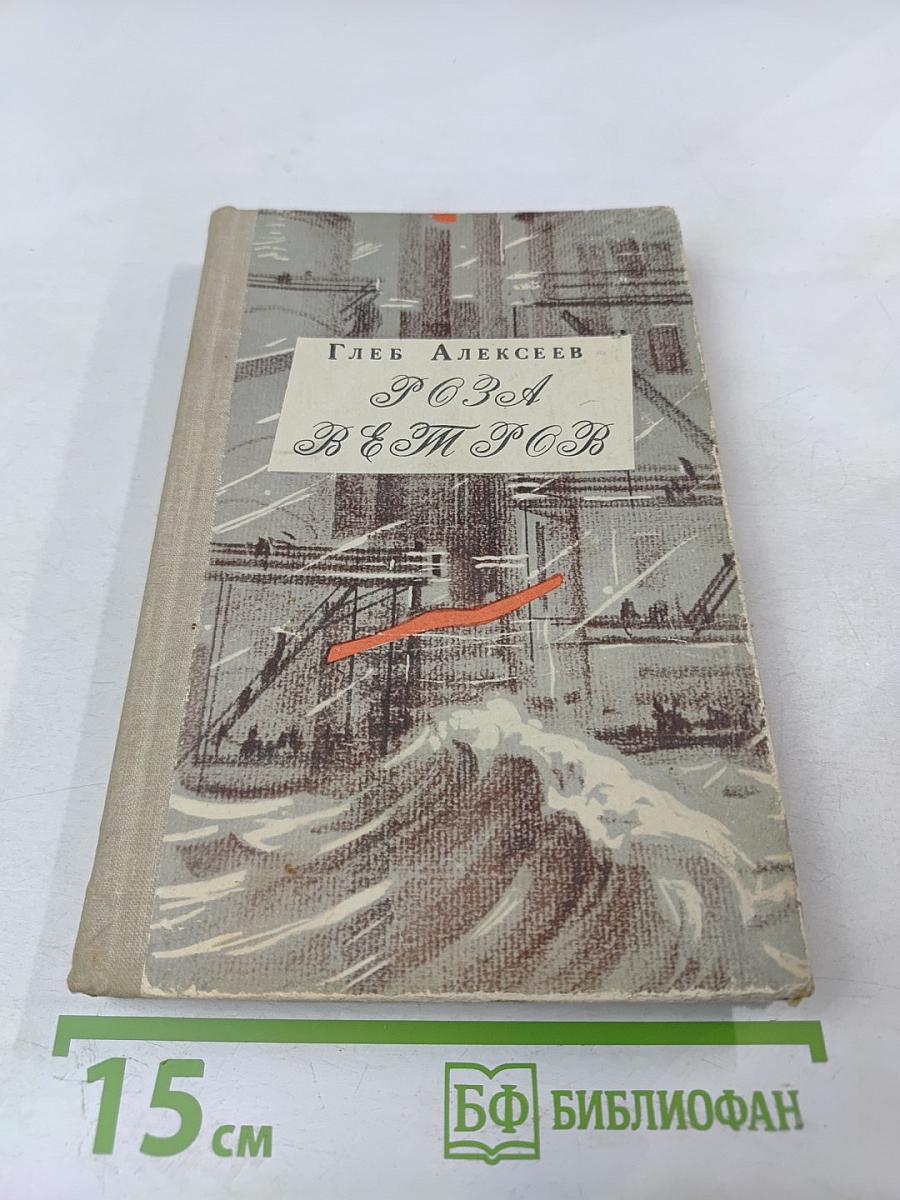 Глеб Алексеев
РОЗА
ВЕТРОВ
15 см
БФ БИБЛИОФАН